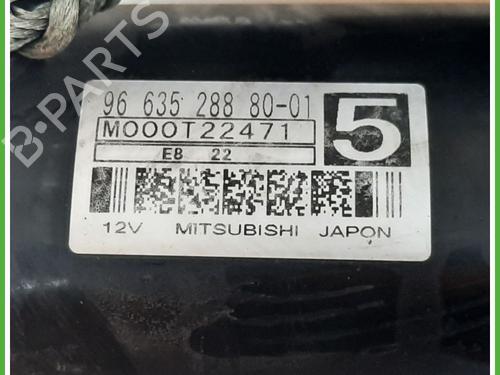 96 635 288 80-01
M000T22471
E8 22
5
12V MITSUBISHI JAPON
B-PARTS